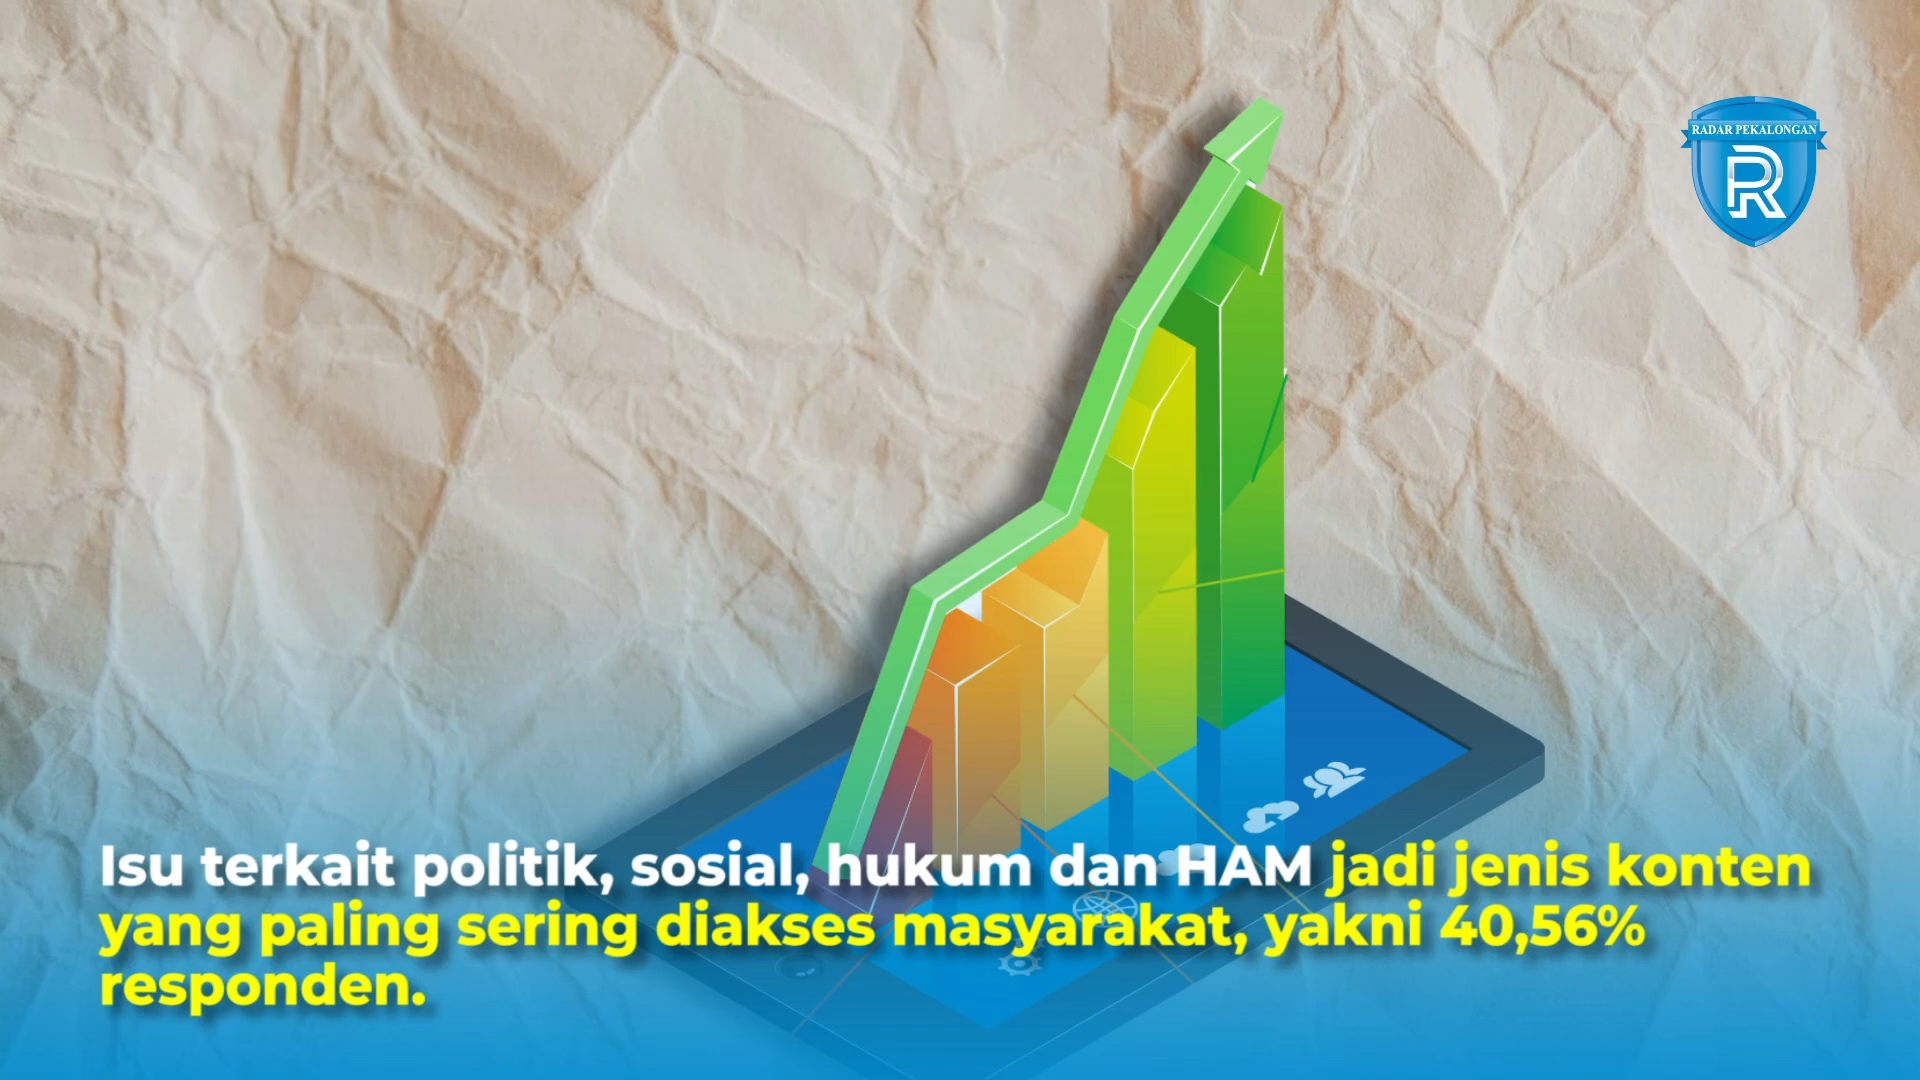 RADAR PEKALONGAN
R
Isu terkait politik, sosial, hukum dan HAM jadi jenis konten
yang paling sering diakses masyarakat, yakni 40,56%
responden.